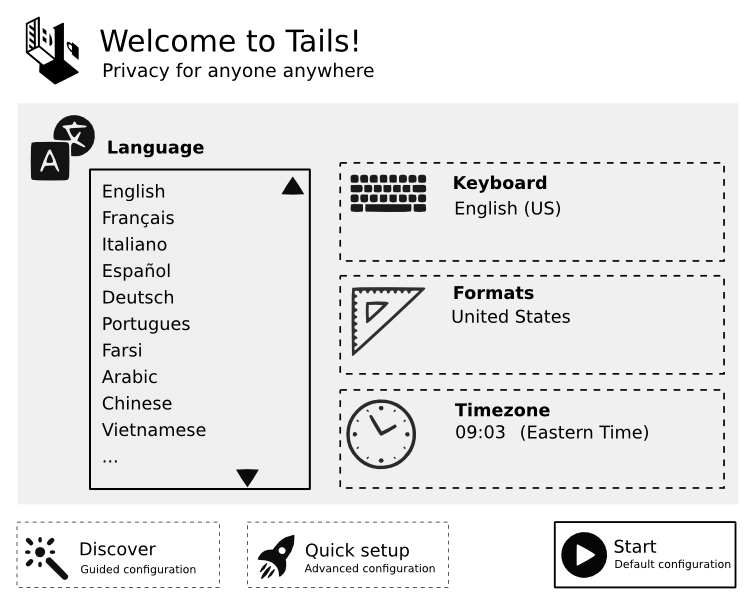 Welcome to Tails!
Privacy for anyone anywhere
文
A
Language
English
Français
Italiano
Español
Deutsch
Portugues
Farsi
Arabic
Chinese
Vietnamese
...
Keyboard
English (US)
Formats
United States
Timezone
09:03 (Eastern Time)
Discover
Guided configuration
Quick setup
Advanced configuration
Start
Default configuration